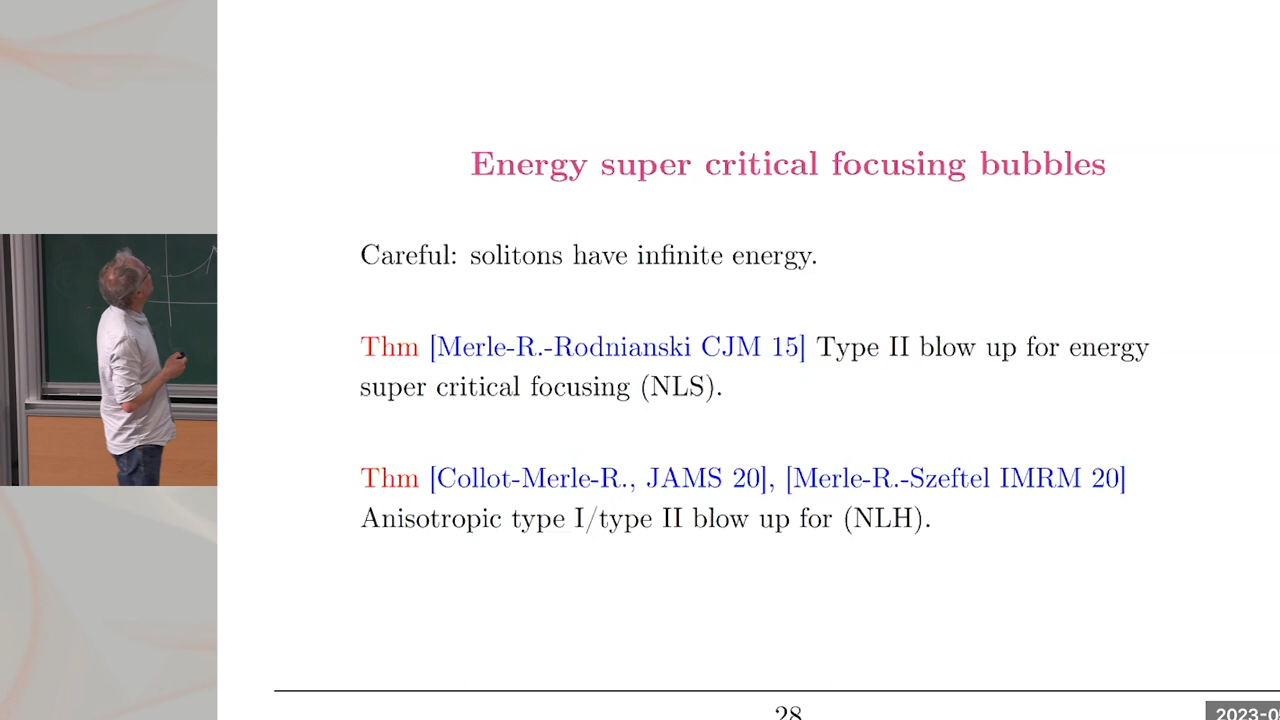 Energy super critical focusing bubbles
Careful: solitons have infinite energy.
Thm [Merle-R.-Rodnianski CJM 15] Type II blow up for energy
super critical focusing (NLS).
Thm [Collot-Merle-R., JAMS 20], [Merle-R.-Szeftel IMRM 20]
Anisotropic type I/type II blow up for (NLH).
28
2023-0